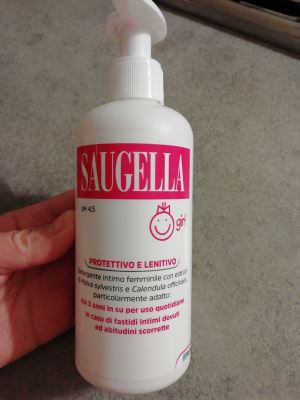 SAUGELLA
pH 4,5
girl
PROTETTIVO E LENITIVO
Detergente intimo femminile con estratti
di Malva sylvestris e Calendula officinalis,
particolarmente adatto:
dai 3 anni in su per uso quotidiano
in caso di fastidi intimi dovuti
ad abitudini scorrette